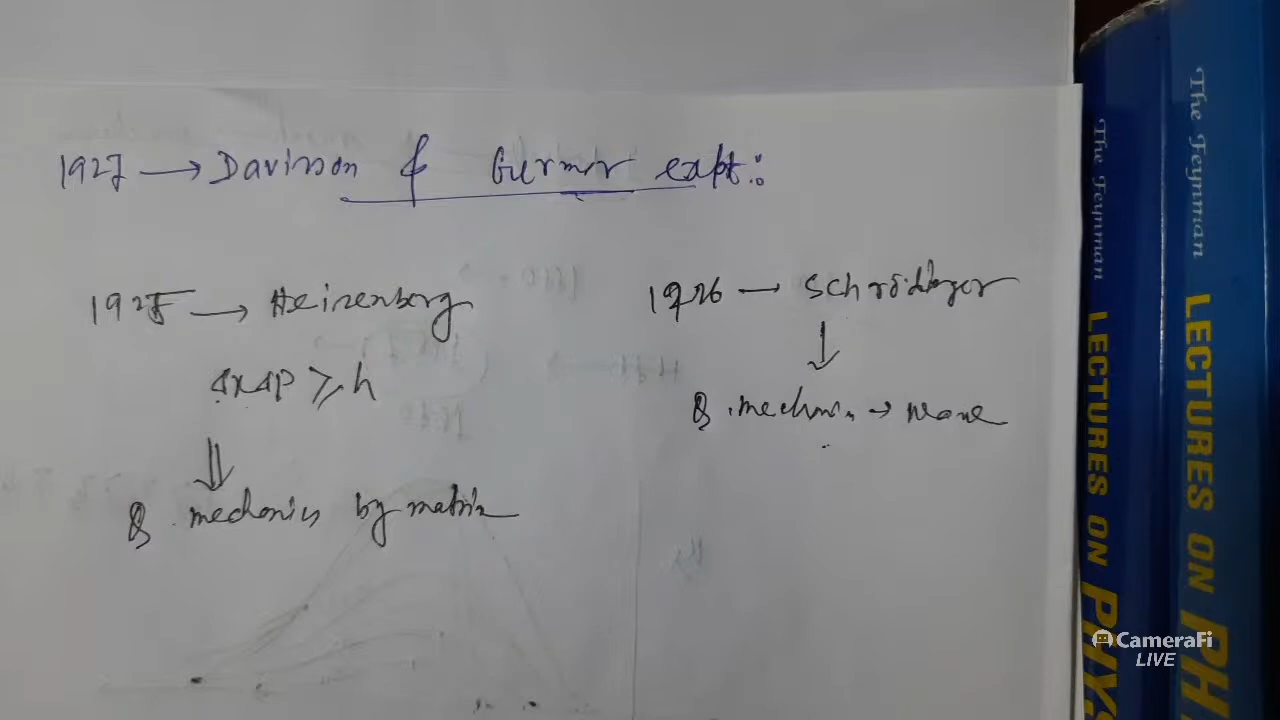 1927 → Davisson & Germer expt:
1925 → Heisenberg
ΔxΔp ≥ h
Q. mechanics by matrix
1926 → Schrödinger
Q. mechanics → wave
The Feynman LECTURES ON PHYS
The Feynman LECTURES ON PH
CameraFi
LIVE